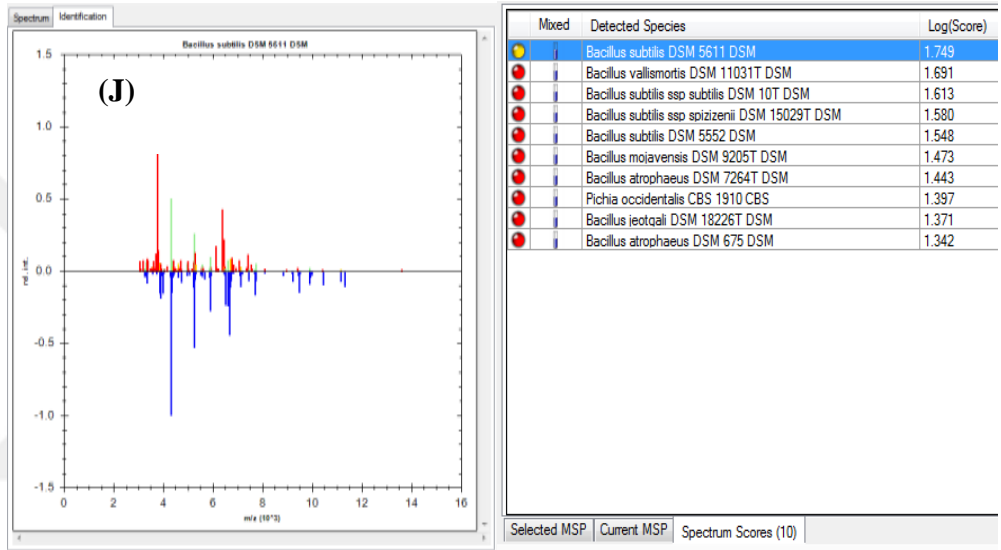 Spectrum Identification
Bacillus subtilis DSM 5611 DSM
(J)
1.5
1.0
0.5
0.0
-0.5
-1.0
-1.5
rel. int.
0 2 4 6 8 10 12 14 16
m/z (10^3)
Mixed Detected Species Log(Score)
Bacillus subtilis DSM 5611 DSM 1.749
Bacillus vallismortis DSM 11031T DSM 1.691
Bacillus subtilis ssp subtilis DSM 10T DSM 1.613
Bacillus subtilis ssp spizizenii DSM 15029T DSM 1.580
Bacillus subtilis DSM 5552 DSM 1.548
Bacillus mojavensis DSM 9205T DSM 1.473
Bacillus atrophaeus DSM 7264T DSM 1.443
Pichia occidentalis CBS 1910 CBS 1.397
Bacillus jeotgali DSM 18226T DSM 1.371
Bacillus atrophaeus DSM 675 DSM 1.342
Selected MSP Current MSP Spectrum Scores (10)